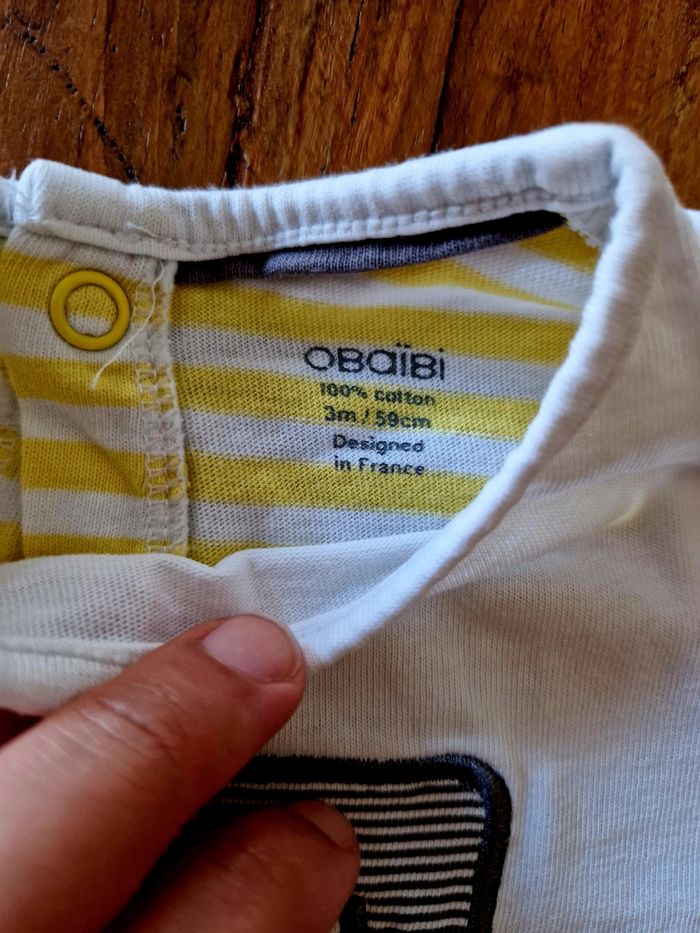 OBaïBi
100% cotton
3m / 59cm
Designed
in France